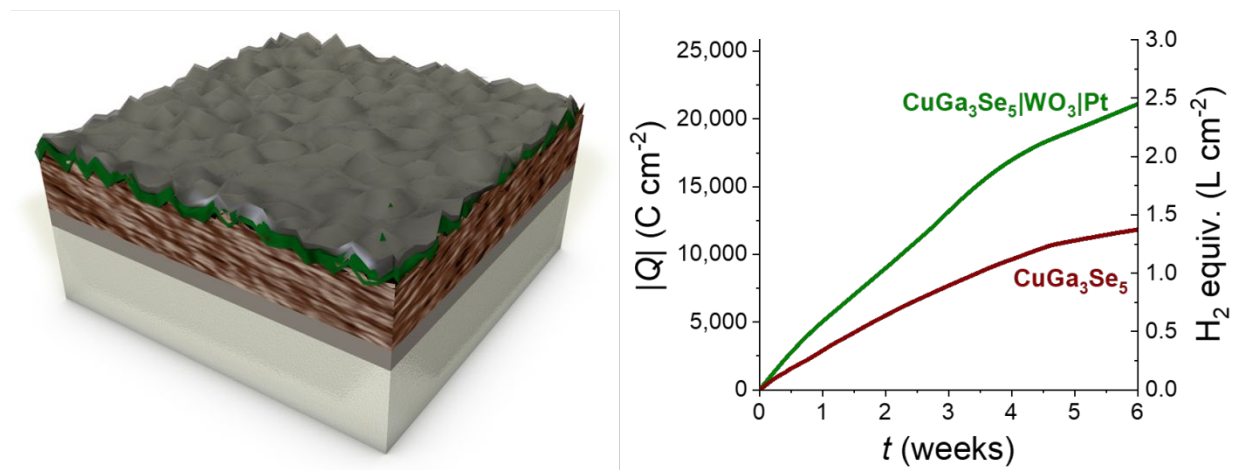 25,000
20,000
15,000
10,000
5,000
0
|Q| (C cm⁻²)
CuGa₃Se₅|WO₃|Pt
CuGa₃Se₅
3.0
2.5
2.0
1.5
1.0
0.5
0.0
H₂ equiv. (L cm⁻²)
0 1 2 3 4 5 6
t (weeks)